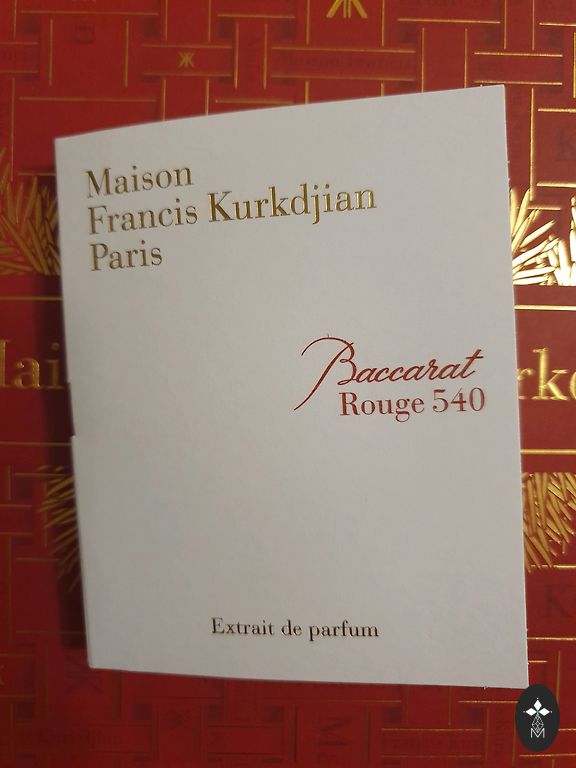 Maison
Francis Kurkdjian
Paris
Baccarat
Rouge 540
Extrait de parfum